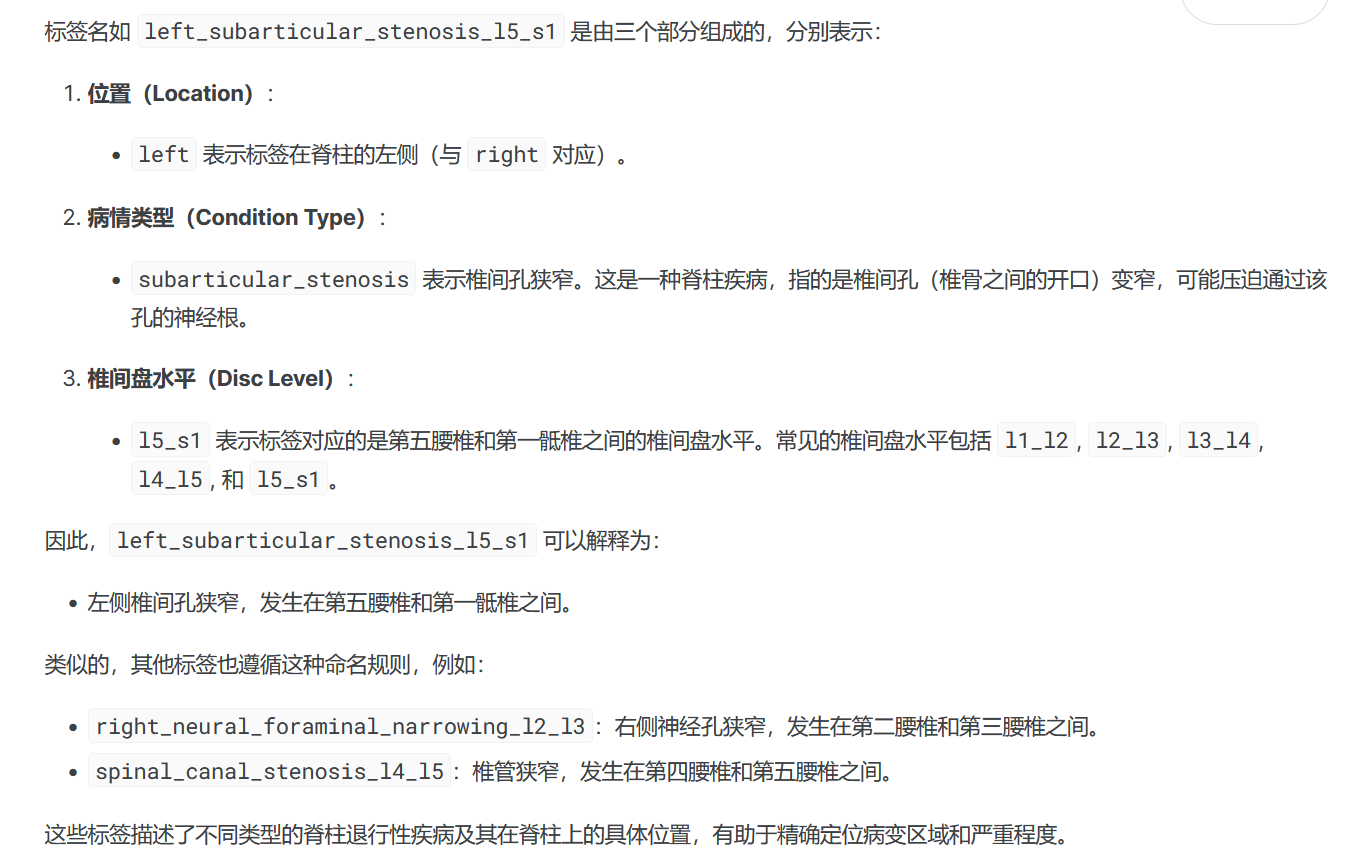 标签名如 left_subarticular_stenosis_l5_s1 是由三个部分组成的，分别表示：
1. 位置（Location）：
• left 表示标签在脊柱的左侧（与 right 对应）。
2. 病情类型（Condition Type）：
• subarticular_stenosis 表示椎间孔狭窄。这是一种脊柱疾病，指的是椎间孔（椎骨之间的开口）变窄，可能压迫通过该
孔的神经根。
3. 椎间盘水平（Disc Level）：
• l5_s1 表示标签对应的是第五腰椎和第一骶椎之间的椎间盘水平。常见的椎间盘水平包括 l1_l2, l2_l3, l3_l4,
l4_l5, 和 l5_s1。
因此，left_subarticular_stenosis_l5_s1 可以解释为：
• 左侧椎间孔狭窄，发生在第五腰椎和第一骶椎之间。
类似的，其他标签也遵循这种命名规则，例如：
• right_neural_foraminal_narrowing_l2_l3：右侧神经孔狭窄，发生在第二腰椎和第三腰椎之间。
• spinal_canal_stenosis_l4_l5：椎管狭窄，发生在第四腰椎和第五腰椎之间。
这些标签描述了不同类型的脊柱退行性疾病及其在脊柱上的具体位置，有助于精确定位病变区域和严重程度。